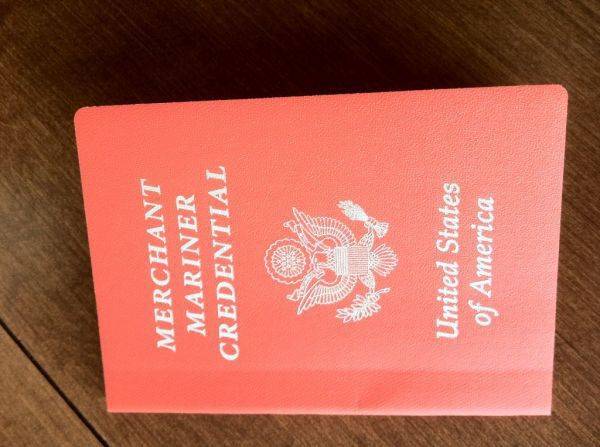 MERCHANT
MARINER
CREDENTIAL
United States
of America